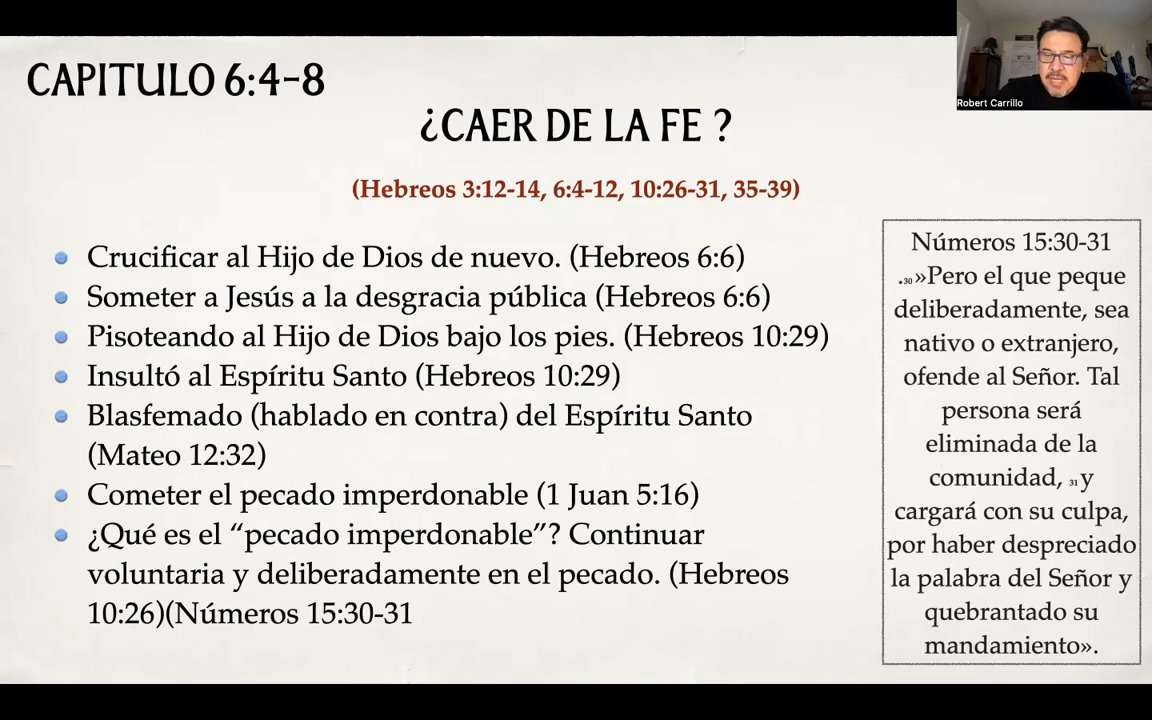 CAPITULO 6:4-8
¿CAER DE LA FE ?
(Hebreos 3:12-14, 6:4-12, 10:26-31, 35-39)
Crucificar al Hijo de Dios de nuevo. (Hebreos 6:6)
Someter a Jesús a la desgracia pública (Hebreos 6:6)
Pisoteando al Hijo de Dios bajo los pies. (Hebreos 10:29)
Insultó al Espíritu Santo (Hebreos 10:29)
Blasfemado (hablado en contra) del Espíritu Santo
(Mateo 12:32)
Cometer el pecado imperdonable (1 Juan 5:16)
¿Qué es el “pecado imperdonable”? Continuar
voluntaria y deliberadamente en el pecado. (Hebreos
10:26)(Números 15:30-31
Números 15:30-31
.30»Pero el que peque
deliberadamente, sea
nativo o extranjero,
ofende al Señor. Tal
persona será
eliminada de la
comunidad, 31y
cargará con su culpa,
por haber despreciado
la palabra del Señor y
quebrantado su
mandamiento».
Robert Carrillo